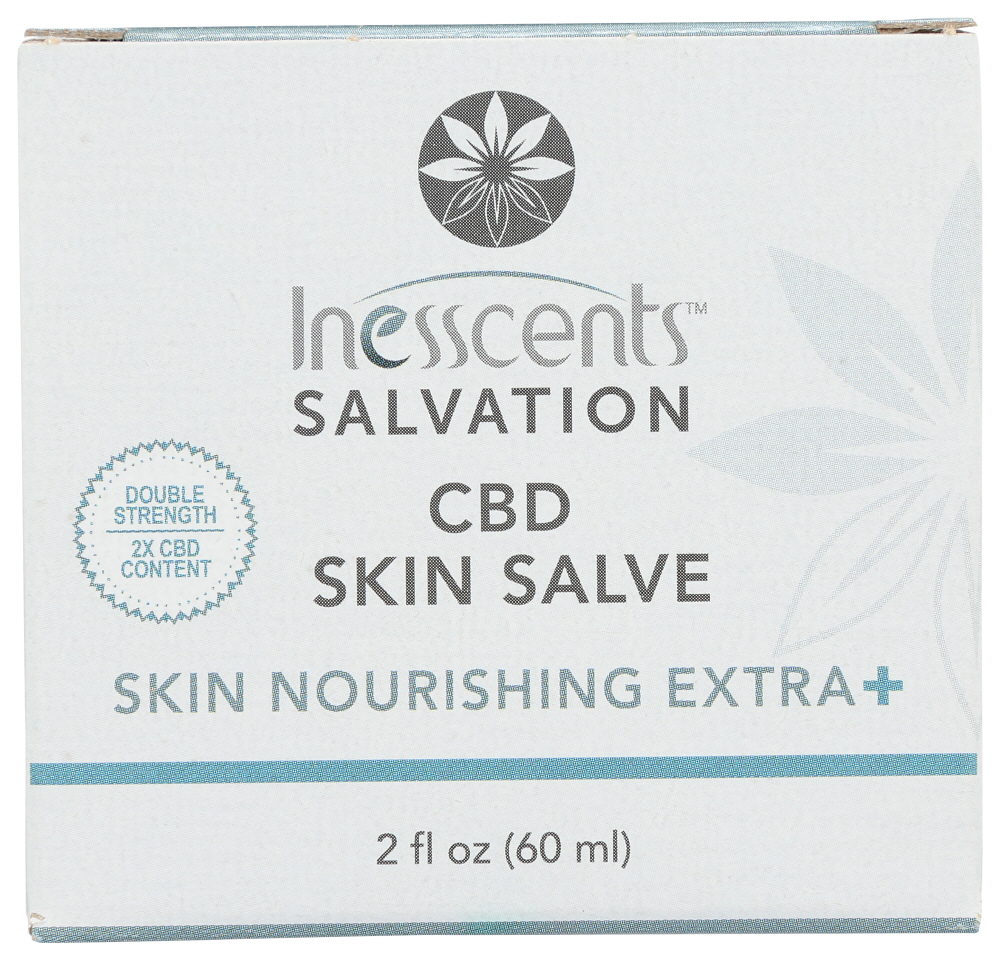 Inesscents™
SALVATION
DOUBLE
STRENGTH
2X CBD
CONTENT
CBD
SKIN SALVE
SKIN NOURISHING EXTRA+
2 fl oz (60 ml)